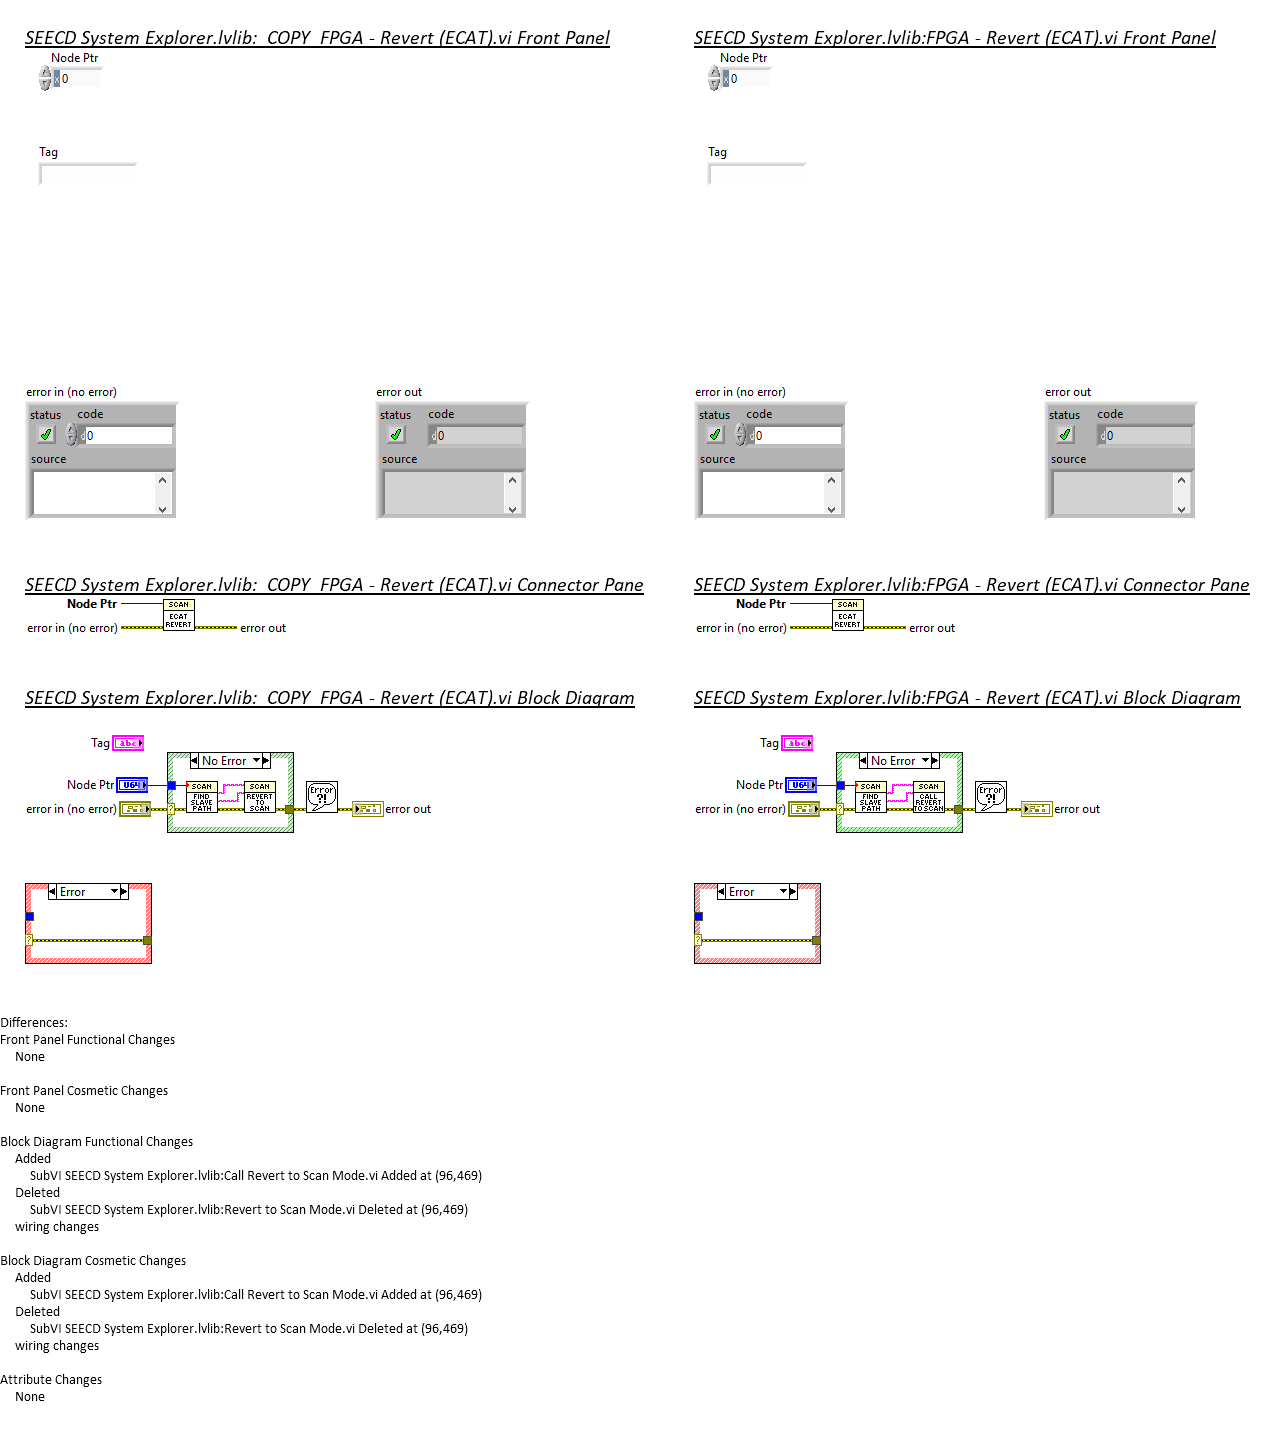 SEECD System Explorer.lvlib:_COPY_FPGA - Revert (ECAT).vi Front Panel
Node Ptr
x 0
Tag
error in (no error)
status code
d 0
source
error out
status code
d 0
source
SEECD System Explorer.lvlib:FPGA - Revert (ECAT).vi Front Panel
Node Ptr
x 0
Tag
error in (no error)
status code
d 0
source
error out
status code
d 0
source
SEECD System Explorer.lvlib:_COPY_FPGA - Revert (ECAT).vi Connector Pane
Node Ptr
SCAN
ECAT
REVERT
error in (no error)
error out
SEECD System Explorer.lvlib:FPGA - Revert (ECAT).vi Connector Pane
Node Ptr
SCAN
ECAT
REVERT
error in (no error)
error out
SEECD System Explorer.lvlib:_COPY_FPGA - Revert (ECAT).vi Block Diagram
Tag
abc
No Error
Node Ptr
U64
error in (no error)
?
SCAN
FIND
SLAVE
PATH
SCAN
REVERT
TO
SCAN
Error
?!
error out
Error
?
SEECD System Explorer.lvlib:FPGA - Revert (ECAT).vi Block Diagram
Tag
abc
No Error
Node Ptr
U64
error in (no error)
?
SCAN
FIND
SLAVE
PATH
SCAN
CALL
REVERT
TO SCAN
Error
?!
error out
Error
?
Differences:
Front Panel Functional Changes
None
Front Panel Cosmetic Changes
None
Block Diagram Functional Changes
Added
SubVI SEECD System Explorer.lvlib:Call Revert to Scan Mode.vi Added at (96,469)
Deleted
SubVI SEECD System Explorer.lvlib:Revert to Scan Mode.vi Deleted at (96,469)
wiring changes
Block Diagram Cosmetic Changes
Added
SubVI SEECD System Explorer.lvlib:Call Revert to Scan Mode.vi Added at (96,469)
Deleted
SubVI SEECD System Explorer.lvlib:Revert to Scan Mode.vi Deleted at (96,469)
wiring changes
Attribute Changes
None